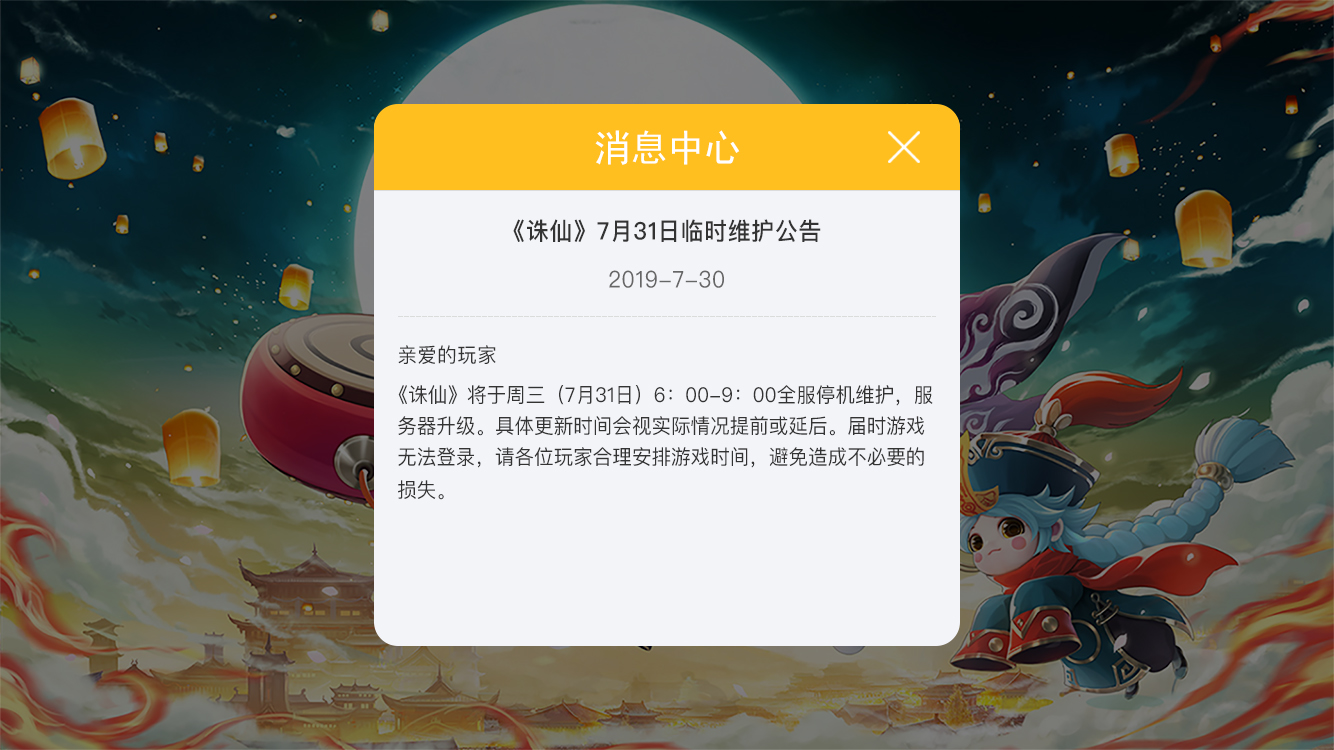 消息中心
《诛仙》7月31日临时维护公告
2019-7-30
亲爱的玩家
《诛仙》将于周三（7月31日）6：00-9：00全服停机维护，服
务器升级。具体更新时间会视实际情况提前或延后。届时游戏
无法登录，请各位玩家合理安排游戏时间，避免造成不必要的
损失。